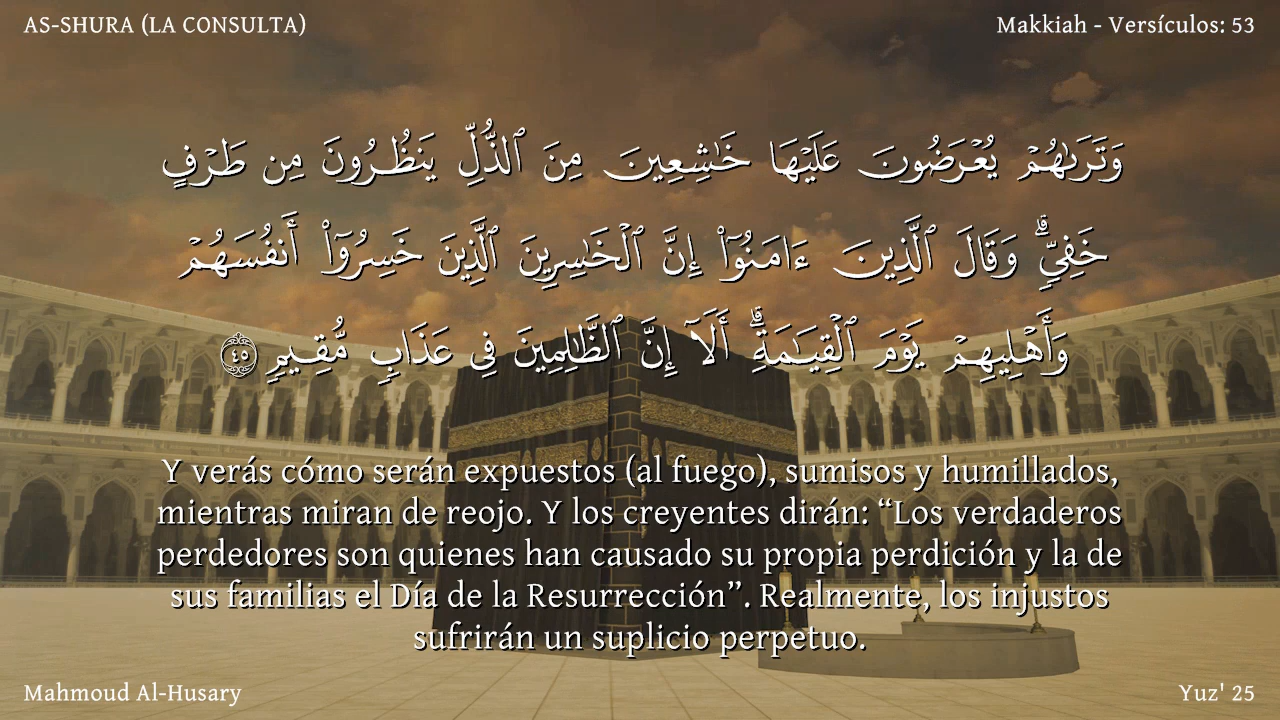 AS-SHURA (LA CONSULTA)
Makkiah - Versículos: 53
وَتَرَىٰهُمْ يُعْرَضُونَ عَلَيْهَا خَٰشِعِينَ مِنَ ٱلذُّلِّ يَنظُرُونَ مِن طَرْفٍ
خَفِىٍّۗ وَقَالَ ٱلَّذِينَ ءَامَنُوٓا۟ إِنَّ ٱلْخَٰسِرِينَ ٱلَّذِينَ خَسِرُوٓا۟ أَنفُسَهُمْ
وَأَهْلِيهِمْ يَوْمَ ٱلْقِيَٰمَةِۗ أَلَآ إِنَّ ٱلظَّٰلِمِينَ فِى عَذَابٍ مُّقِيمٍ ٤٥
Y verás cómo serán expuestos (al fuego), sumisos y humillados,
mientras miran de reojo. Y los creyentes dirán: “Los verdaderos
perdedores son quienes han causado su propia perdición y la de
sus familias el Día de la Resurrección”. Realmente, los injustos
sufrirán un suplicio perpetuo.
Mahmoud Al-Husary
Yuz' 25